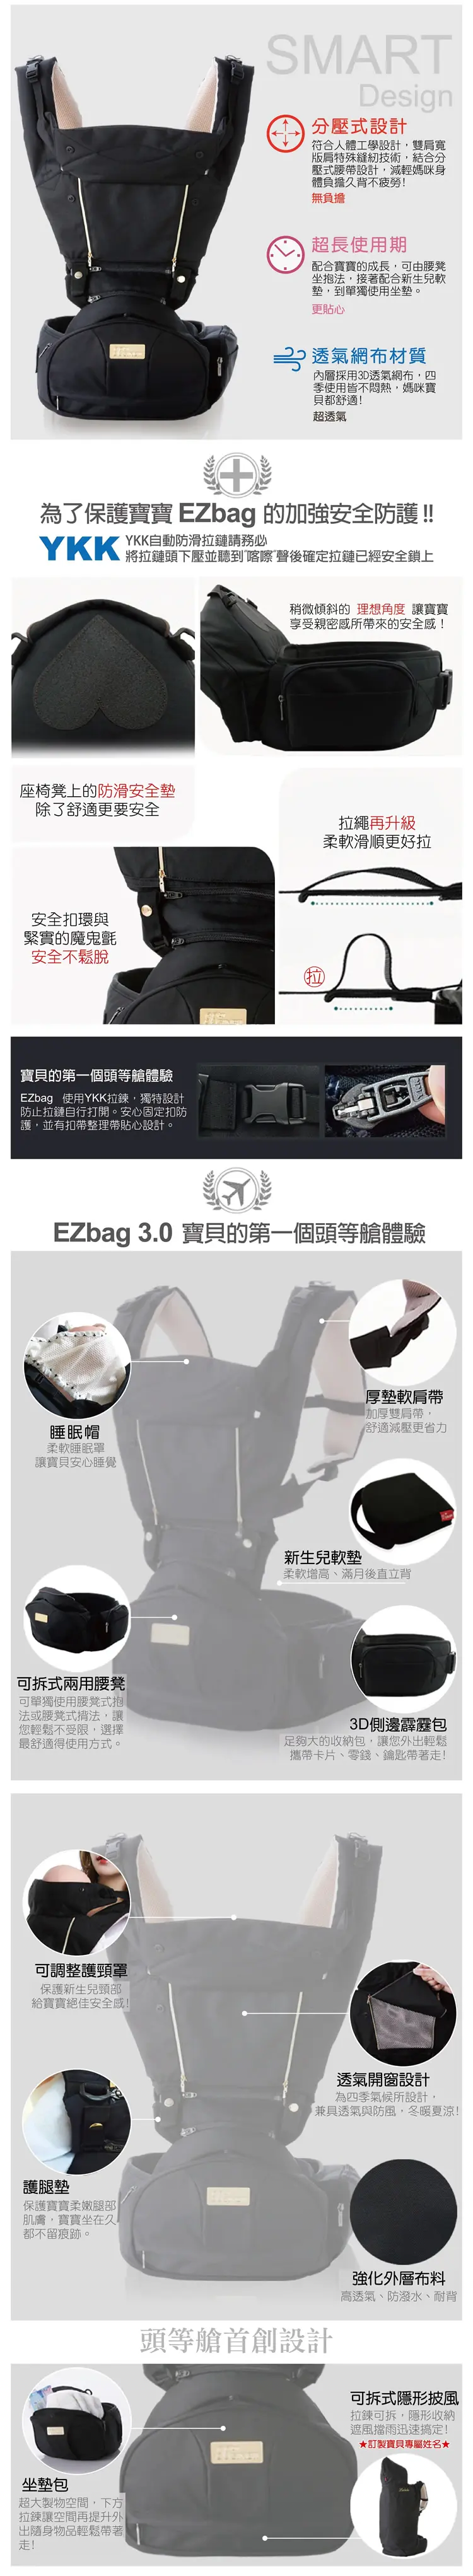 SMART
Design
分壓式設計
符合人體工學設計，雙肩寬
版肩特殊縫紉技術，結合分
壓式腰帶設計，減輕媽咪身
體負擔久背不疲勞!
無負擔
超長使用期
配合寶寶的成長，可由腰凳
坐抱法，接著配合新生兒軟
墊，到單獨使用坐墊。
更貼心
透氣網布材質
內層採用3D透氣網布，四
季使用皆不悶熱，媽咪寶
貝都舒適!
超透氣
為了保護寶寶 EZbag 的加強安全防護!!
YKK
YKK自動防滑拉鏈請務必
將拉鏈頭下壓並聽到"喀嚓"聲後確定拉鏈已經安全鎖上
稍微傾斜的 理想角度 讓寶寶
享受親密感所帶來的安全感!
座椅凳上的防滑安全墊
除了舒適更要安全
拉繩再升級
柔軟滑順更好拉
安全扣環與
緊實的魔鬼氈
安全不鬆脫
拉
寶貝的第一個頭等艙體驗
EZbag 使用YKK拉鍊，獨特設計
防止拉鏈自行打開。安心固定扣防
護，並有扣帶整理帶貼心設計。
EZbag 3.0 寶貝的第一個頭等艙體驗
睡眠帽
柔軟睡眠罩
讓寶貝安心睡覺
厚墊軟肩帶
加厚雙肩帶，
舒適減壓更省力
新生兒軟墊
柔軟增高、滿月後直立背
可拆式兩用腰凳
可單獨使用腰凳式抱
法或腰凳式揹法，讓
您輕鬆不受限，選擇
最舒適得使用方式。
3D側邊霹靂包
足夠大的收納包，讓您外出輕鬆
攜帶卡片、零錢、鑰匙帶著走!
可調整護頸罩
保護新生兒頸部
給寶寶絕佳安全感!
透氣開窗設計
為四季氣候所設計，
兼具透氣與防風，冬暖夏涼!
護腿墊
保護寶寶柔嫩腿部
肌膚，寶寶坐在久
都不留痕跡。
強化外層布料
高透氣、防潑水、耐背
頭等艙首創設計
可拆式隱形披風
拉鍊可拆，隱形收納
遮風擋雨迅速搞定!
★訂製寶貝專屬姓名★
坐墊包
超大製物空間，下方
拉鍊讓空間再提升外
出隨身物品輕鬆帶著
走!